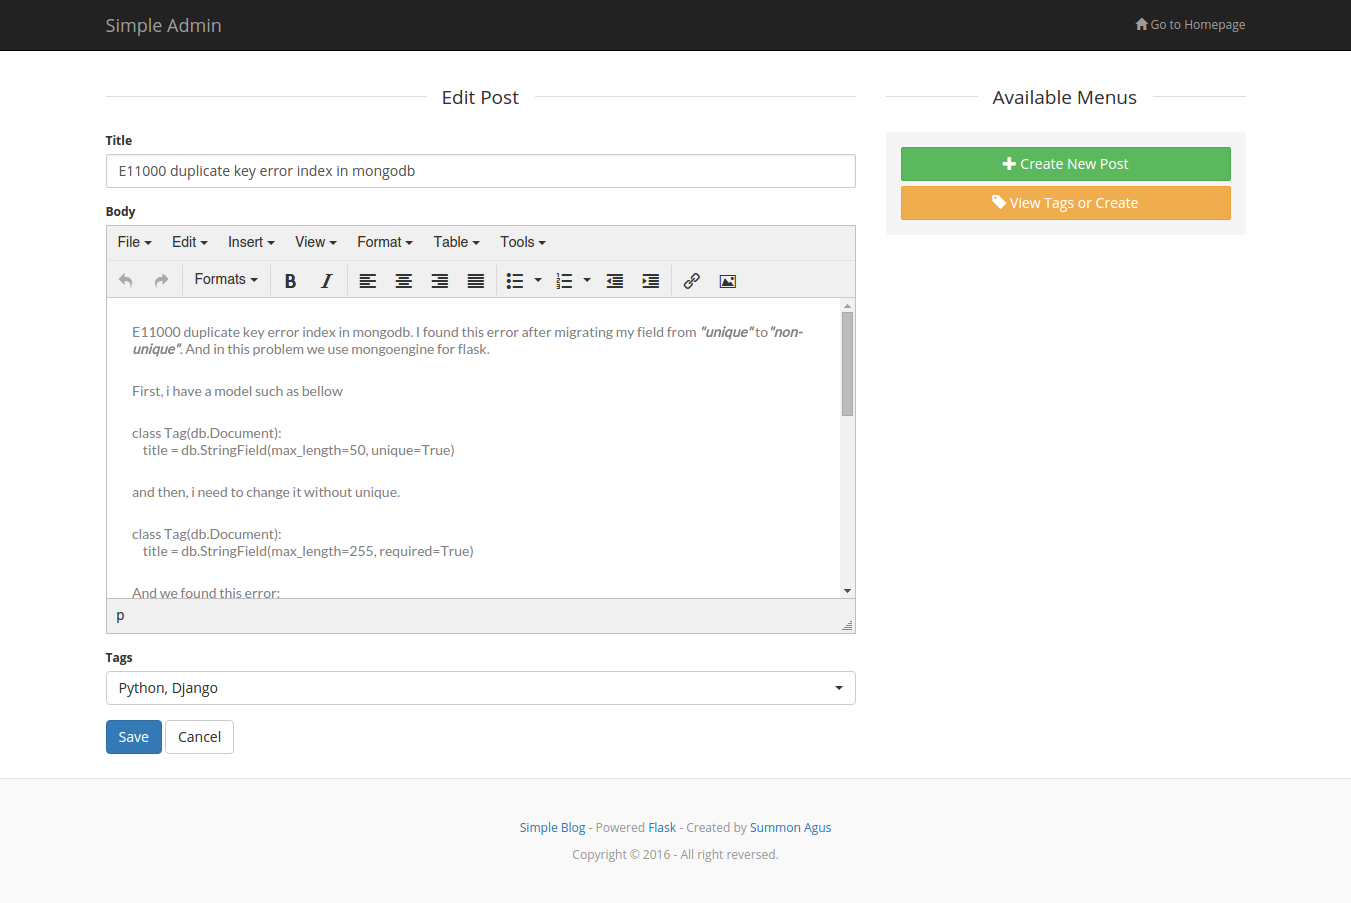 Simple Admin
Go to Homepage
Edit Post
Title
E11000 duplicate key error index in mongodb
Body
File Edit Insert View Format Table Tools
Formats B I
E11000 duplicate key error index in mongodb. I found this error after migrating my field from "unique" to "non-
unique". And in this problem we use mongoengine for flask.
First, i have a model such as bellow
class Tag(db.Document):
title = db.StringField(max_length=50, unique=True)
and then, i need to change it without unique.
class Tag(db.Document):
title = db.StringField(max_length=255, required=True)
And we found this error:
p
Tags
Python, Django
Save Cancel
Available Menus
Create New Post
View Tags or Create
Simple Blog - Powered Flask - Created by Summon Agus
Copyright © 2016 - All right reversed.